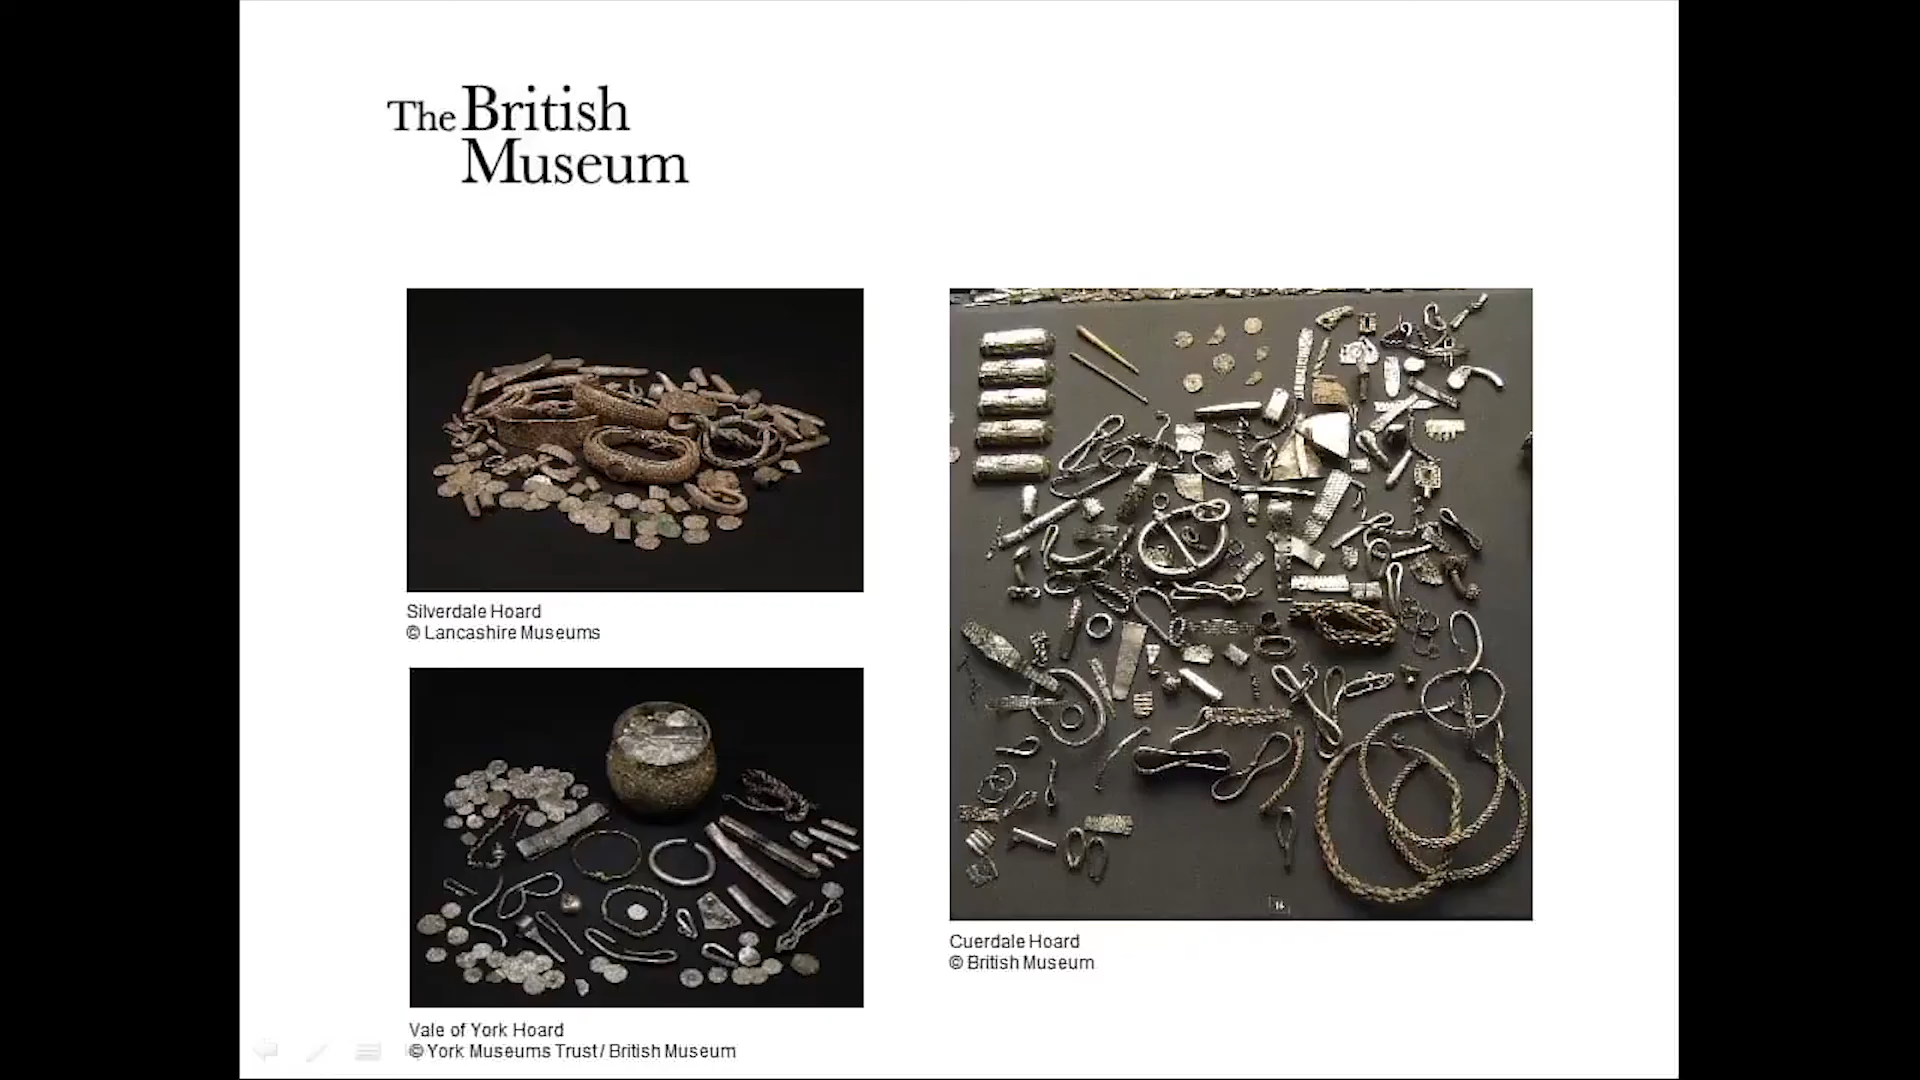 The British
Museum
Silverdale Hoard
© Lancashire Museums
Vale of York Hoard
© York Museums Trust / British Museum
Cuerdale Hoard
© British Museum